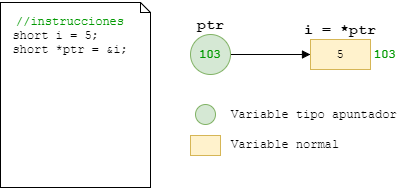 //instrucciones
short i = 5;
short *ptr = &i;
ptr
103
i = *ptr
5
103
Variable tipo apuntador
Variable normal